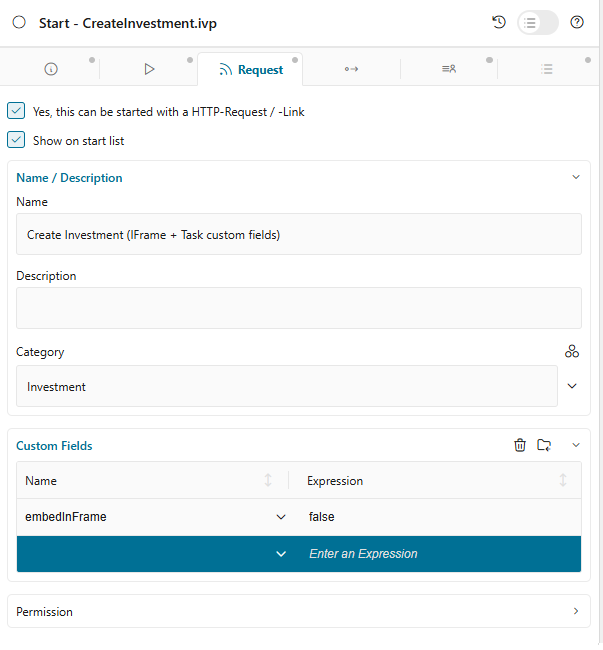 Start - CreateInvestment.ivp
Request
Yes, this can be started with a HTTP-Request / -Link
Show on start list
Name / Description
Name
Create Investment (IFrame + Task custom fields)
Description
Category
Investment
Custom Fields
Name Expression
embedInFrame false
Enter an Expression
Permission